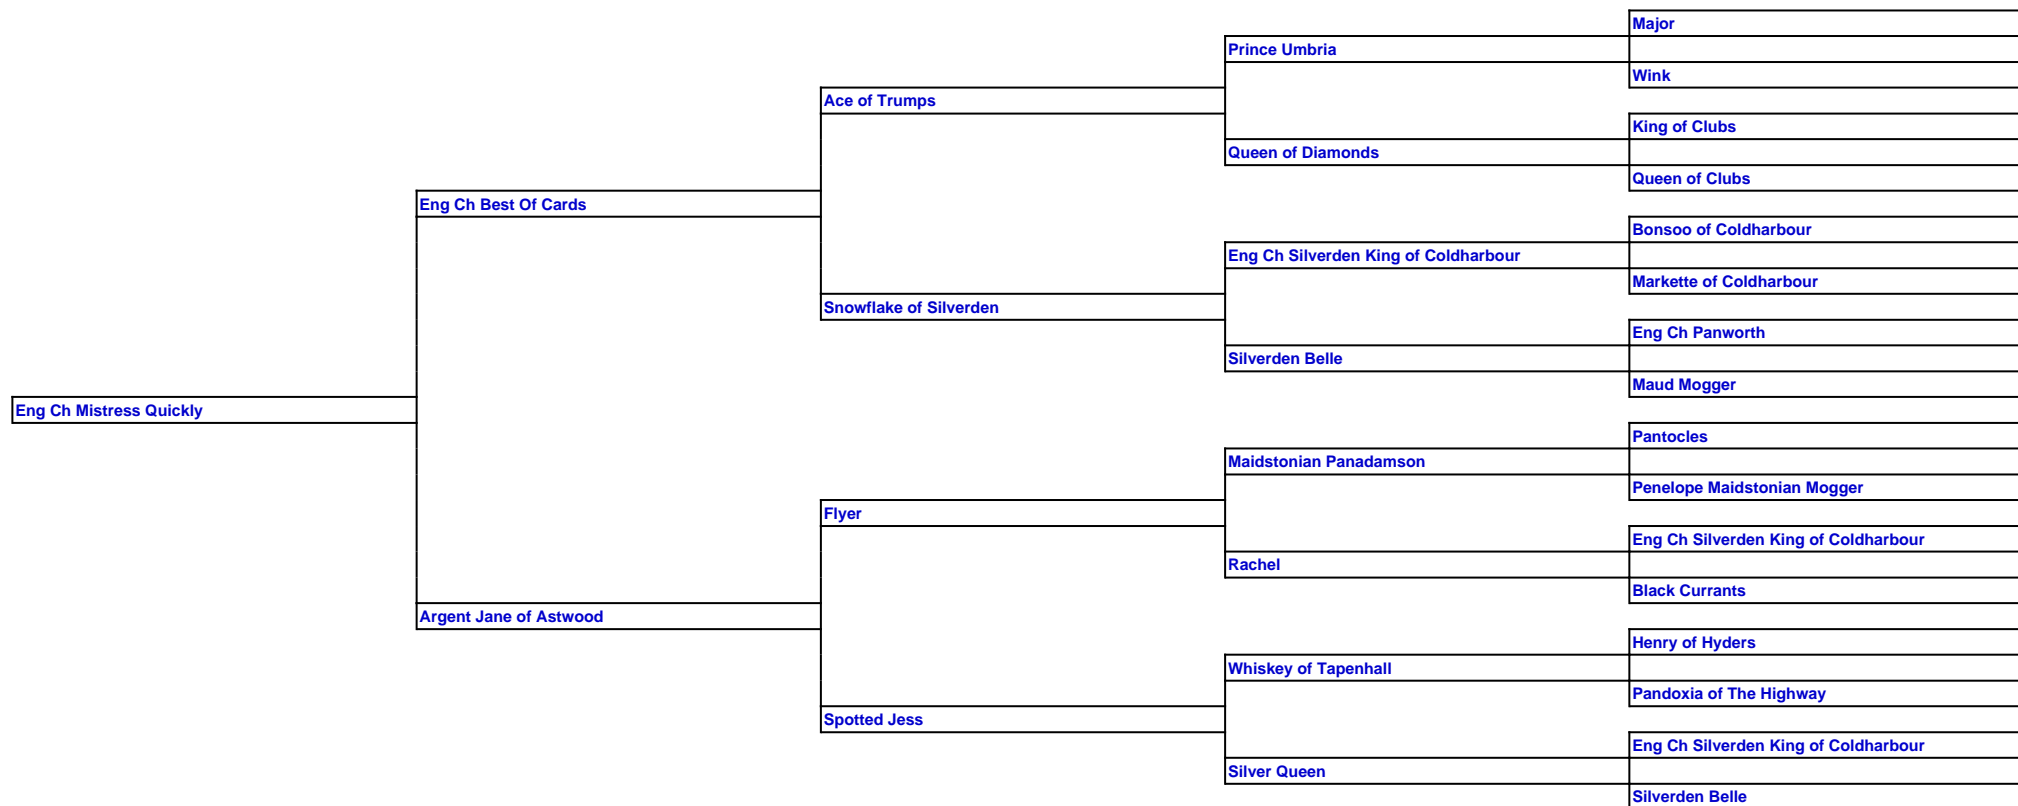 Major
Prince Umbria
Wink
Ace of Trumps
King of Clubs
Queen of Diamonds
Queen of Clubs
Eng Ch Best Of Cards
Bonsoo of Coldharbour
Eng Ch Silverden King of Coldharbour
Markette of Coldharbour
Snowflake of Silverden
Eng Ch Panworth
Silverden Belle
Maud Mogger
Eng Ch Mistress Quickly
Pantocles
Maidstonian Panadamson
Penelope Maidstonian Mogger
Flyer
Eng Ch Silverden King of Coldharbour
Rachel
Black Currants
Argent Jane of Astwood
Henry of Hyders
Whiskey of Tapenhall
Pandoxia of The Highway
Spotted Jess
Eng Ch Silverden King of Coldharbour
Silver Queen
Silverden Belle